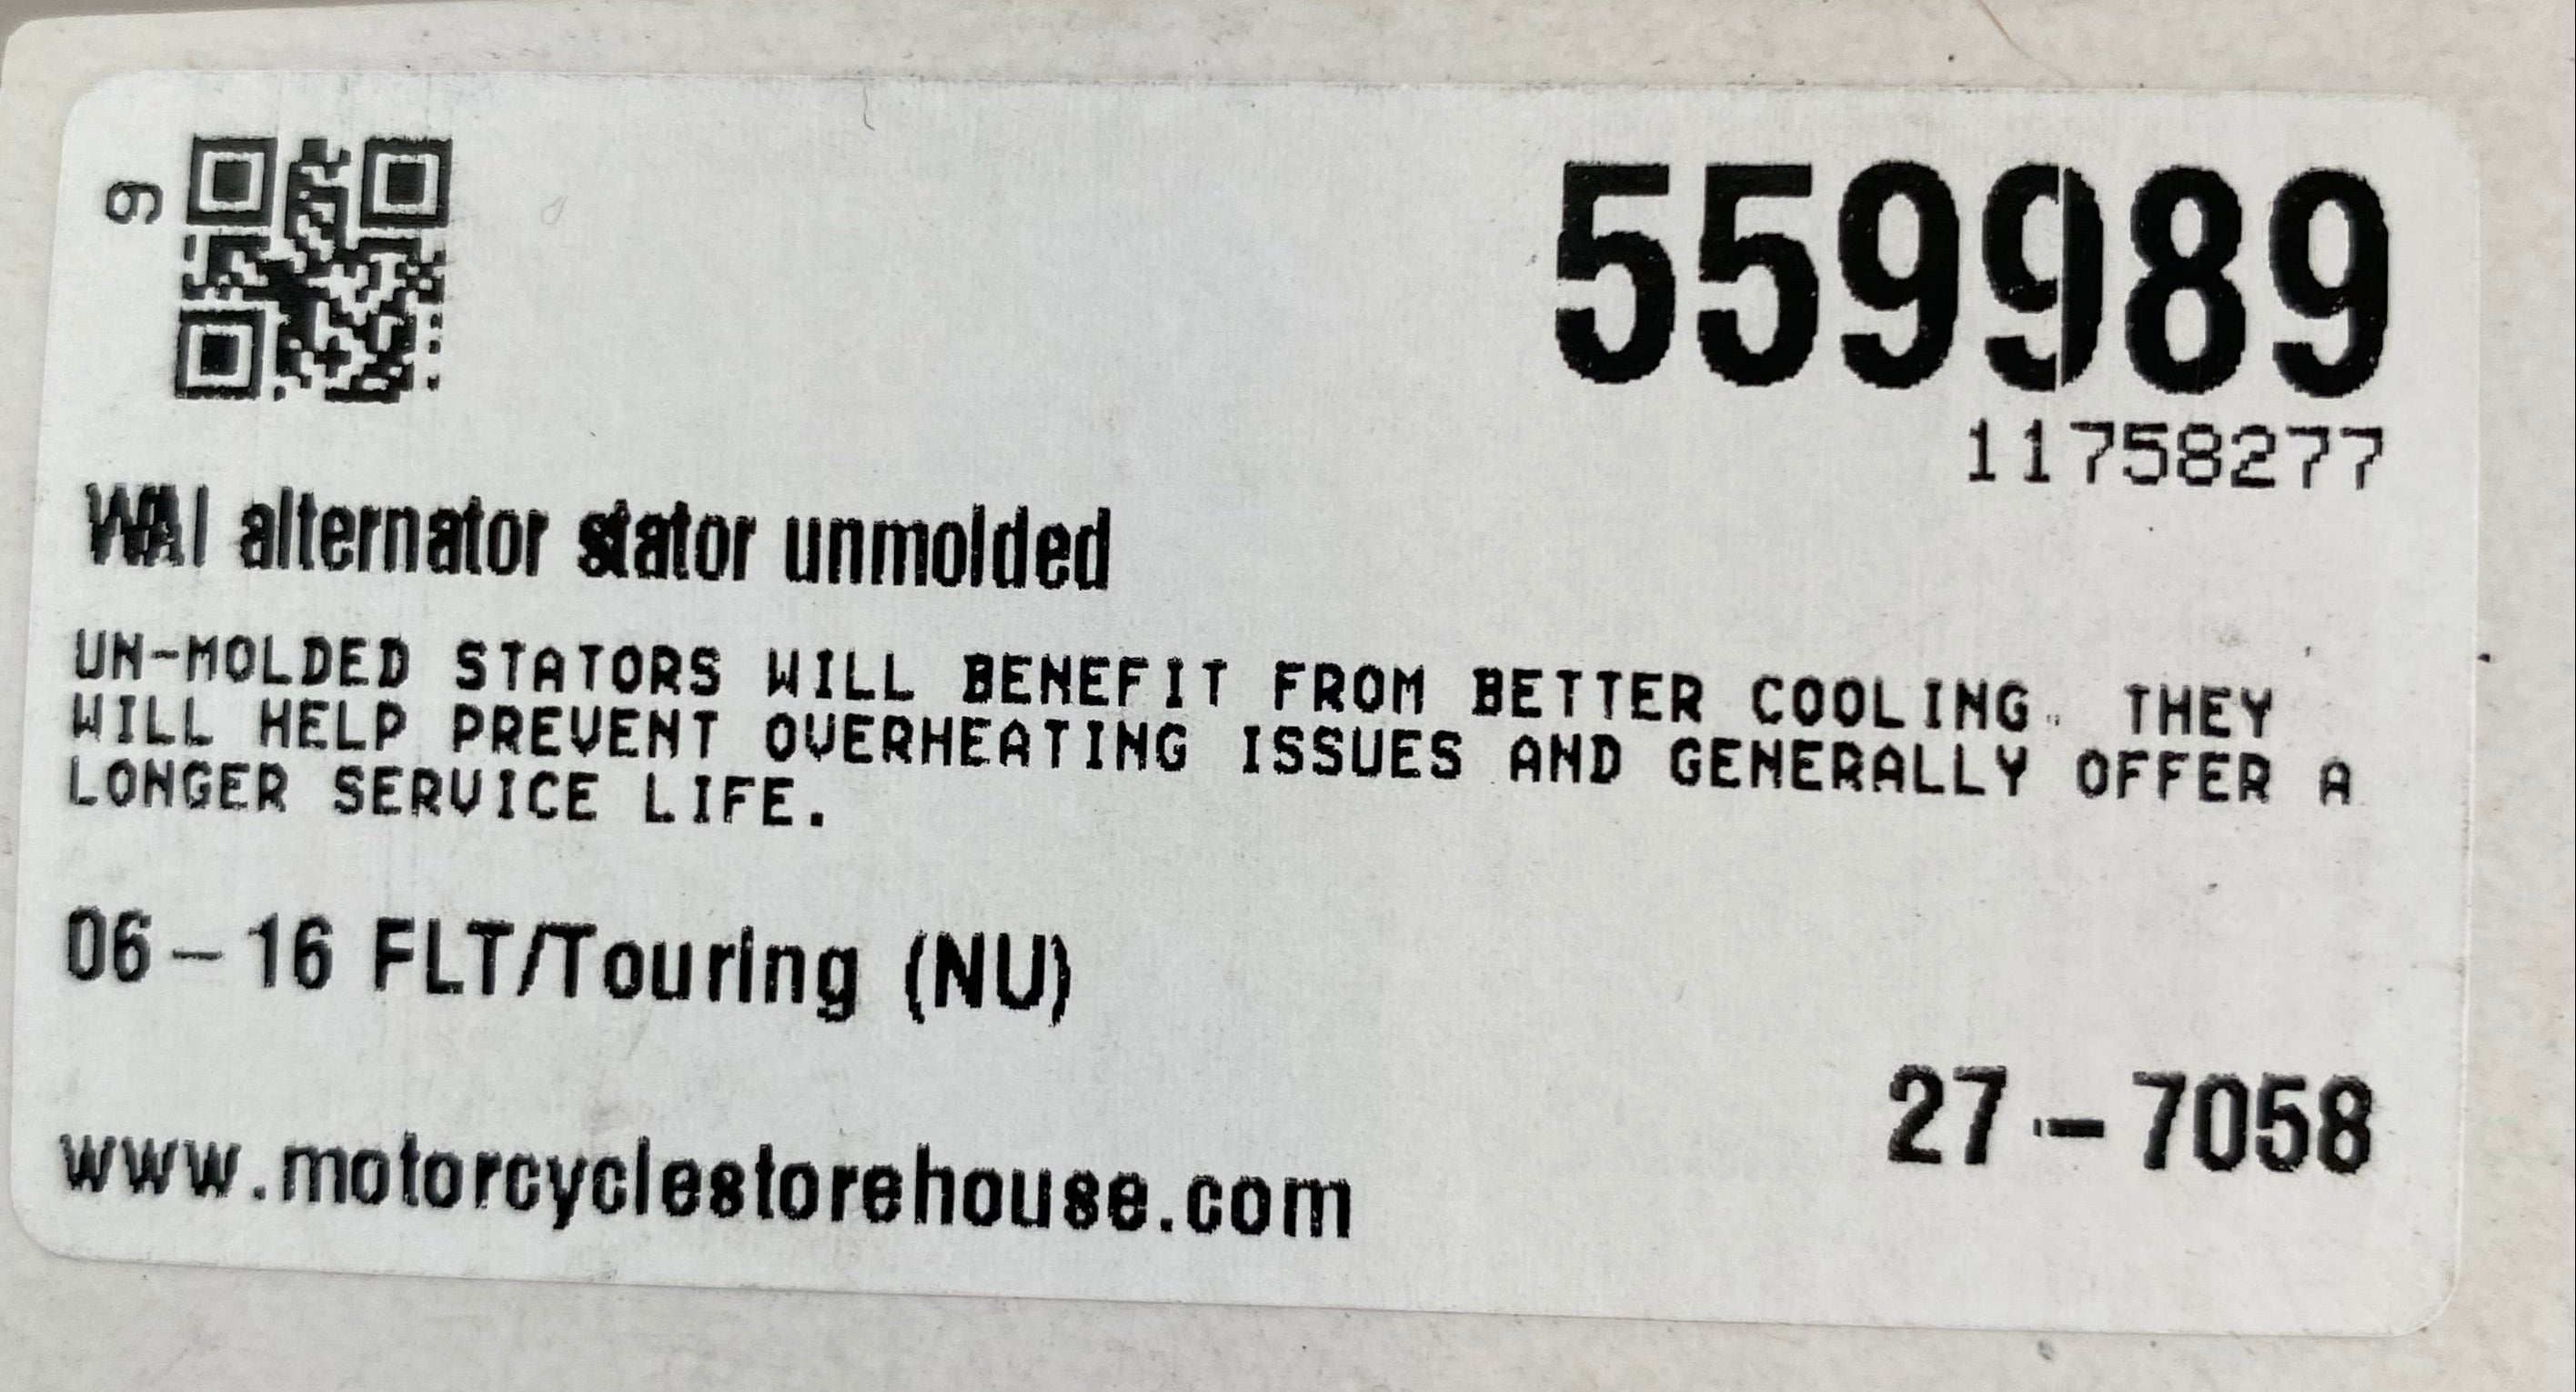 9
559989
11758277
WAI alternator stator unmolded
UN-MOLDED STATORS WILL BENEFIT FROM BETTER COOLING. THEY
WILL HELP PREVENT OVERHEATING ISSUES AND GENERALLY OFFER A
LONGER SERVICE LIFE.
06-16 FLT/Touring (NU)
27-7058
www.motorcyclestorehouse.com